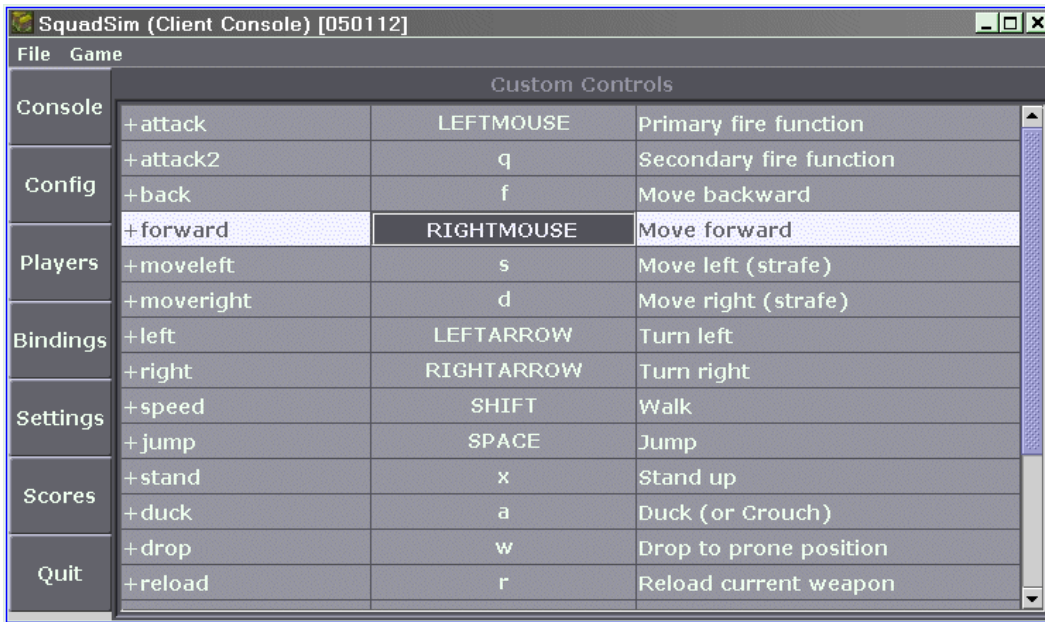 SquadSim (Client Console) [050112]
File Game
Custom Controls
Console
Config
Players
Bindings
Settings
Scores
Quit
+attack LEFTMOUSE Primary fire function
+attack2 q Secondary fire function
+back f Move backward
+forward RIGHTMOUSE Move forward
+moveleft s Move left (strafe)
+moveright d Move right (strafe)
+left LEFTARROW Turn left
+right RIGHTARROW Turn right
+speed SHIFT Walk
+jump SPACE Jump
+stand x Stand up
+duck a Duck (or Crouch)
+drop w Drop to prone position
+reload r Reload current weapon